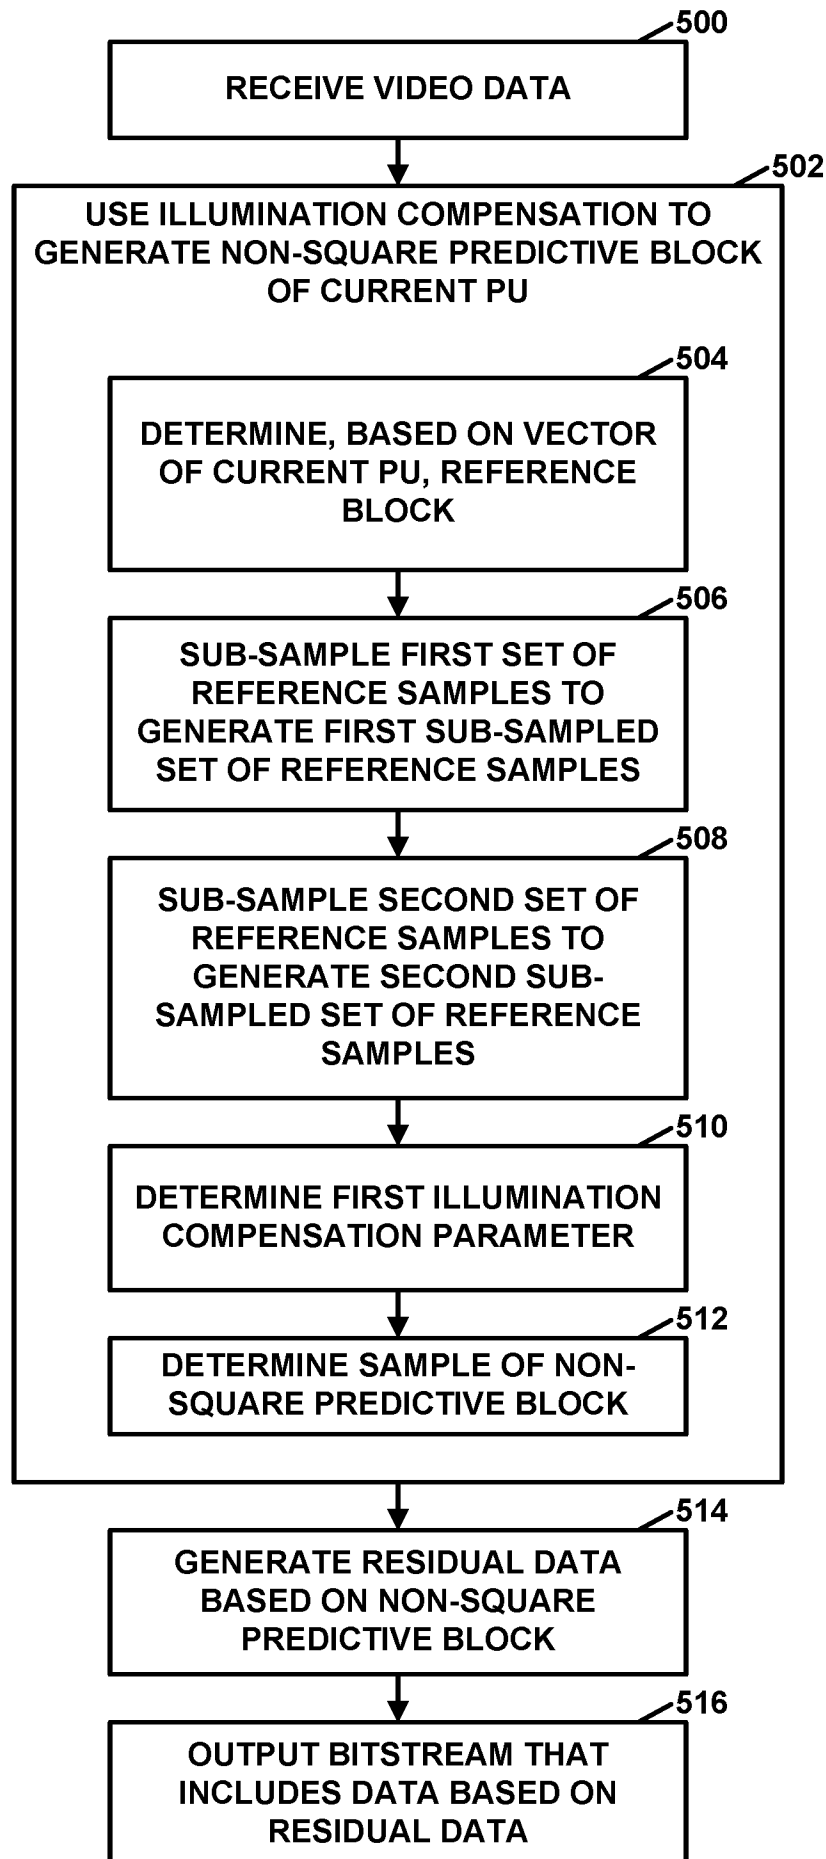 500
RECEIVE VIDEO DATA
502
USE ILLUMINATION COMPENSATION TO
GENERATE NON-SQUARE PREDICTIVE BLOCK
OF CURRENT PU
504
DETERMINE, BASED ON VECTOR
OF CURRENT PU, REFERENCE
BLOCK
506
SUB-SAMPLE FIRST SET OF
REFERENCE SAMPLES TO
GENERATE FIRST SUB-SAMPLED
SET OF REFERENCE SAMPLES
508
SUB-SAMPLE SECOND SET OF
REFERENCE SAMPLES TO
GENERATE SECOND SUB-
SAMPLED SET OF REFERENCE
SAMPLES
510
DETERMINE FIRST ILLUMINATION
COMPENSATION PARAMETER
512
DETERMINE SAMPLE OF NON-
SQUARE PREDICTIVE BLOCK
514
GENERATE RESIDUAL DATA
BASED ON NON-SQUARE
PREDICTIVE BLOCK
516
OUTPUT BITSTREAM THAT
INCLUDES DATA BASED ON
RESIDUAL DATA